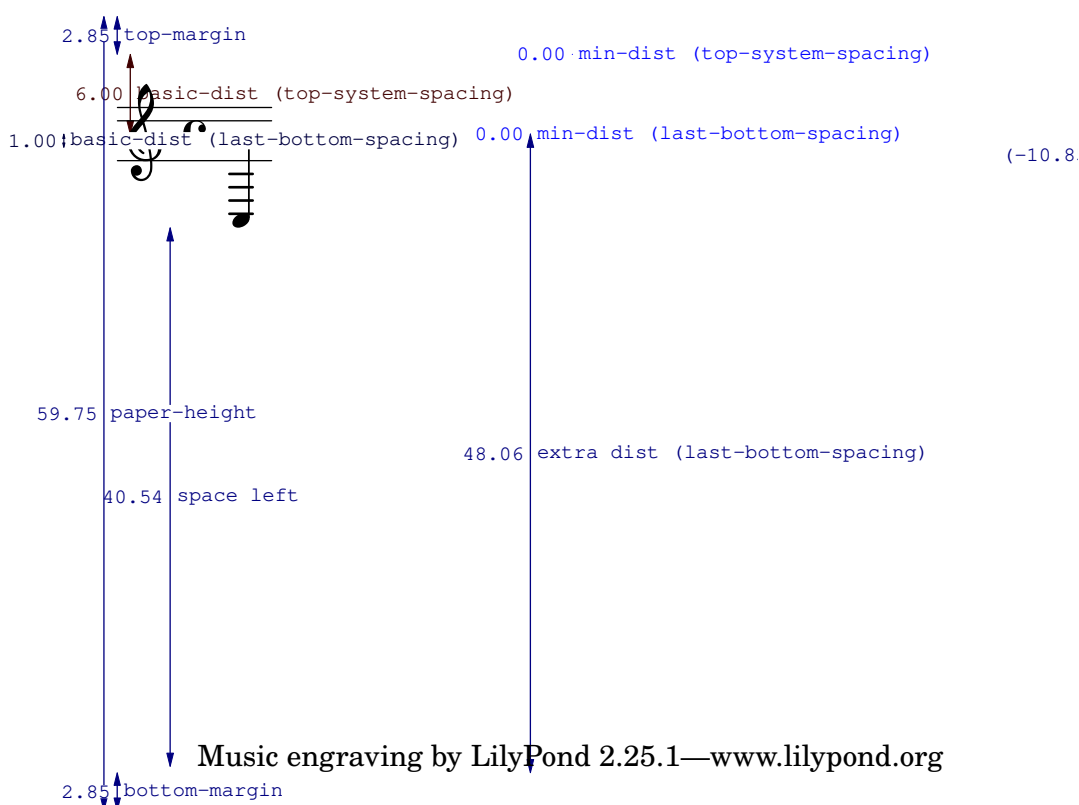 2.85 top-margin
0.00 min-dist (top-system-spacing)
6.00 basic-dist (top-system-spacing)
0.00 min-dist (last-bottom-spacing)
1.00 basic-dist (last-bottom-spacing)
(-10.8
59.75 paper-height
48.06 extra dist (last-bottom-spacing)
40.54 space left
Music engraving by LilyPond 2.25.1—www.lilypond.org
2.85 bottom-margin